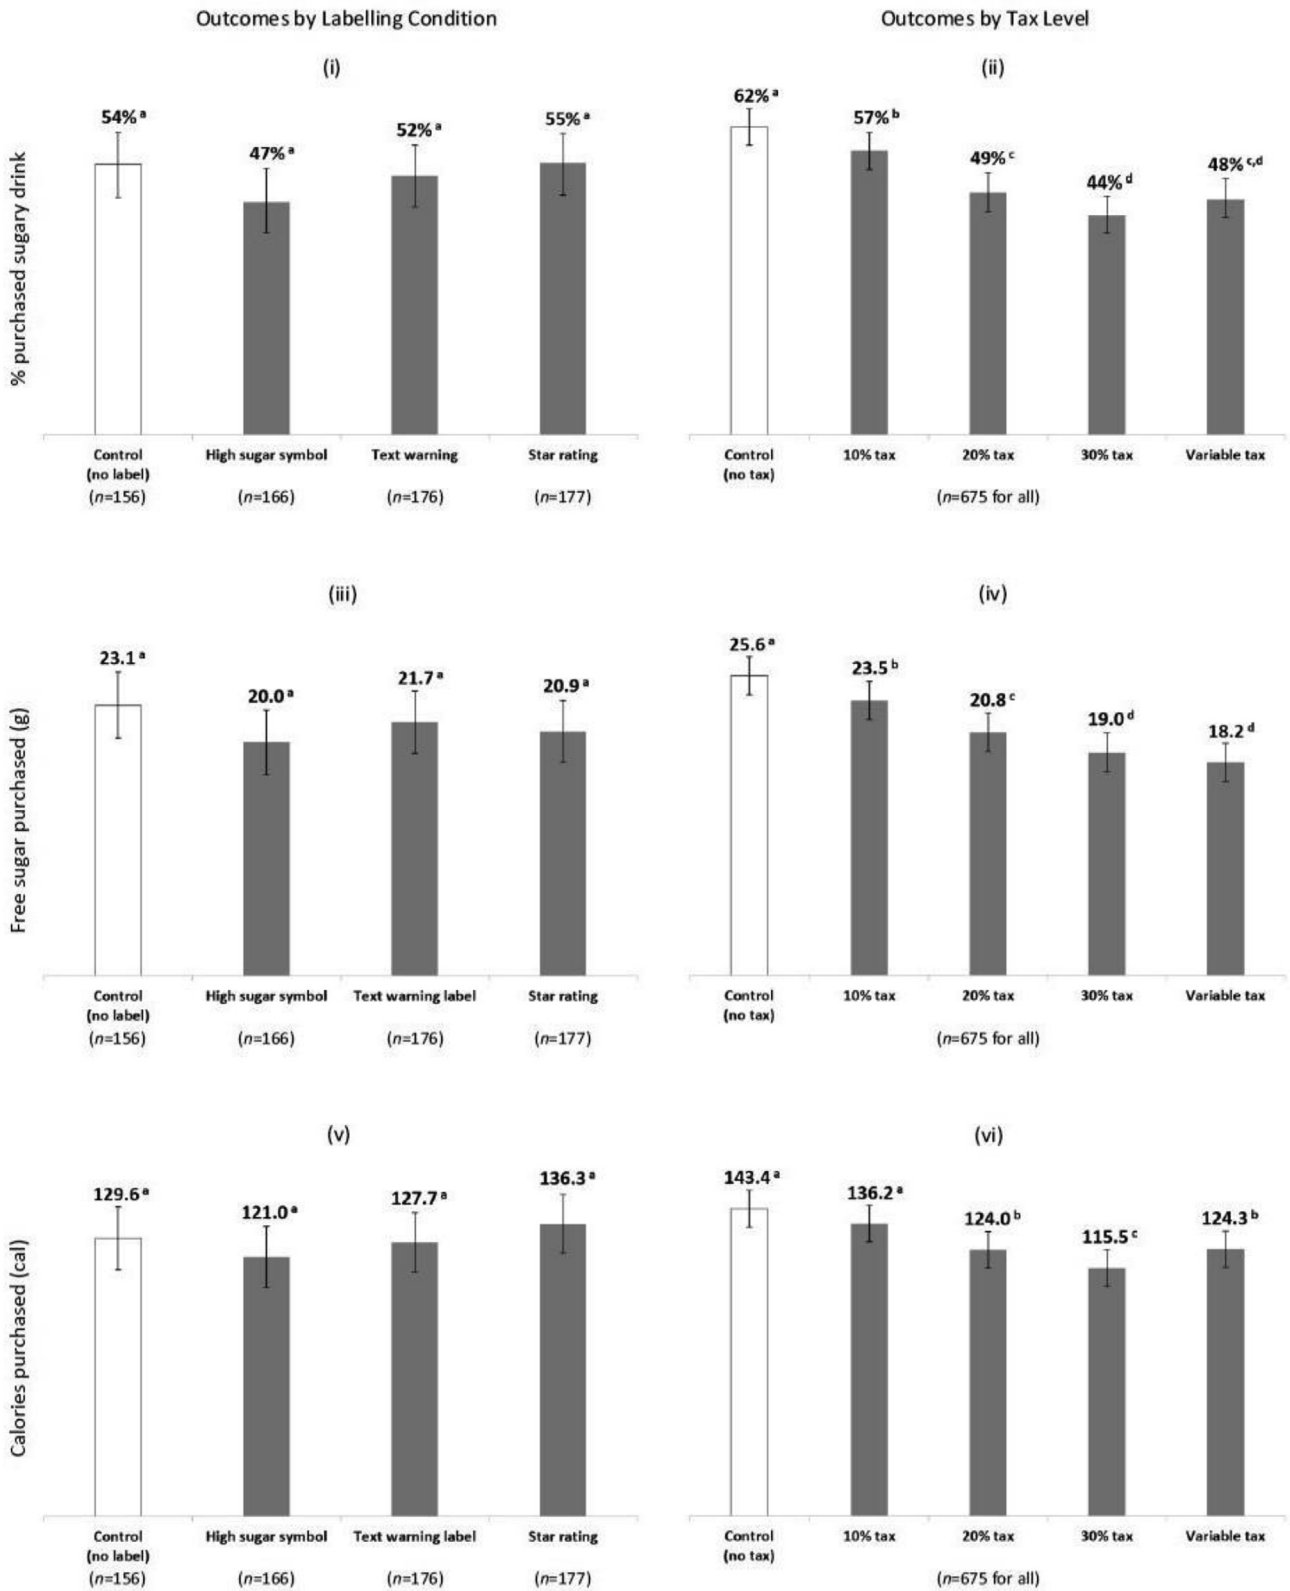 Outcomes by Labelling Condition
Outcomes by Tax Level
(i)
% purchased sugary drink
54% a
47% a
52% a
55% a
Control
(no label)
High sugar symbol
Text warning
Star rating
(n=156)
(n=166)
(n=176)
(n=177)
(ii)
62% a
57% b
49% c
44% d
48% c,d
Control
(no tax)
10% tax
20% tax
30% tax
Variable tax
(n=675 for all)
(iii)
Free sugar purchased (g)
23.1 a
20.0 a
21.7 a
20.9 a
Control
(no label)
High sugar symbol
Text warning label
Star rating
(n=156)
(n=166)
(n=176)
(n=177)
(iv)
25.6 a
23.5 b
20.8 c
19.0 d
18.2 d
Control
(no tax)
10% tax
20% tax
30% tax
Variable tax
(n=675 for all)
(v)
Calories purchased (cal)
129.6 a
121.0 a
127.7 a
136.3 a
Control
(no label)
High sugar symbol
Text warning label
Star rating
(n=156)
(n=166)
(n=176)
(n=177)
(vi)
143.4 a
136.2 a
124.0 b
115.5 c
124.3 b
Control
(no tax)
10% tax
20% tax
30% tax
Variable tax
(n=675 for all)